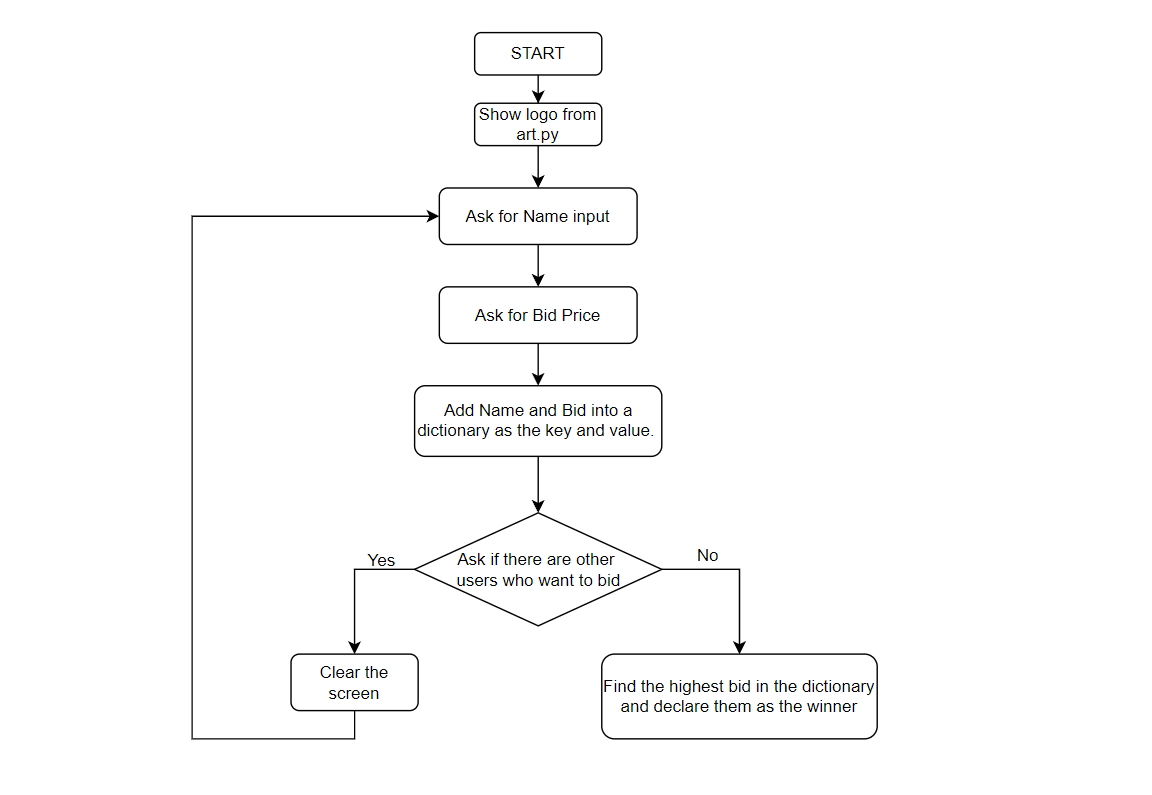 START
Show logo from
art.py
Ask for Name input
Ask for Bid Price
Add Name and Bid into a
dictionary as the key and value.
Ask if there are other
users who want to bid
Yes
No
Clear the
screen
Find the highest bid in the dictionary
and declare them as the winner